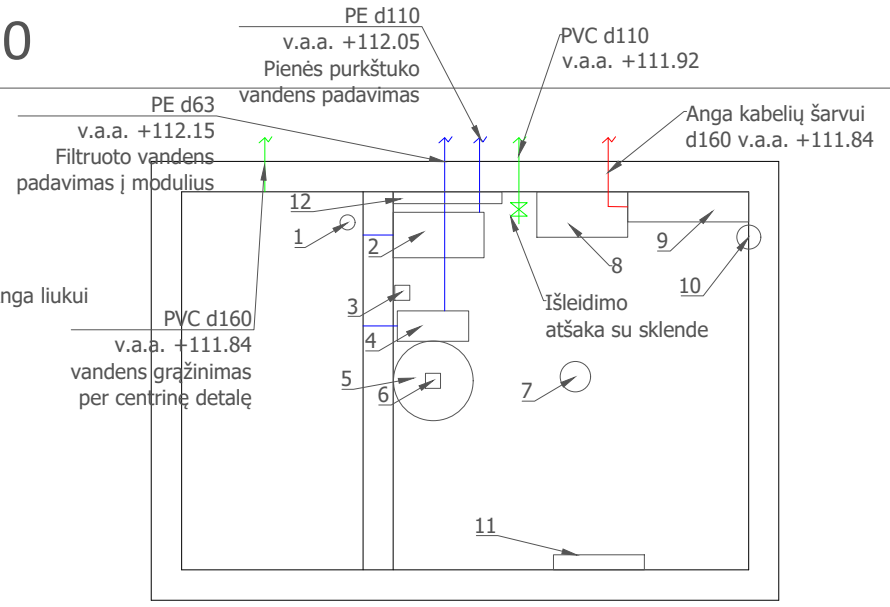 0
PE d110
v.a.a. +112.05
Pienės purkštuko
vandens padavimas
PVC d110
v.a.a. +111.92
PE d63
v.a.a. +112.15
Filtruoto vandens
padavimas į modulius
Anga kabelių šarvui
d160 v.a.a. +111.84
12
1
2
8
9
10
3
nga liukui
PVC d160
v.a.a. +111.84
vandens grąžinimas
per centrinę detalę
Išleidimo
atšaka su sklende
4
5
6
7
11